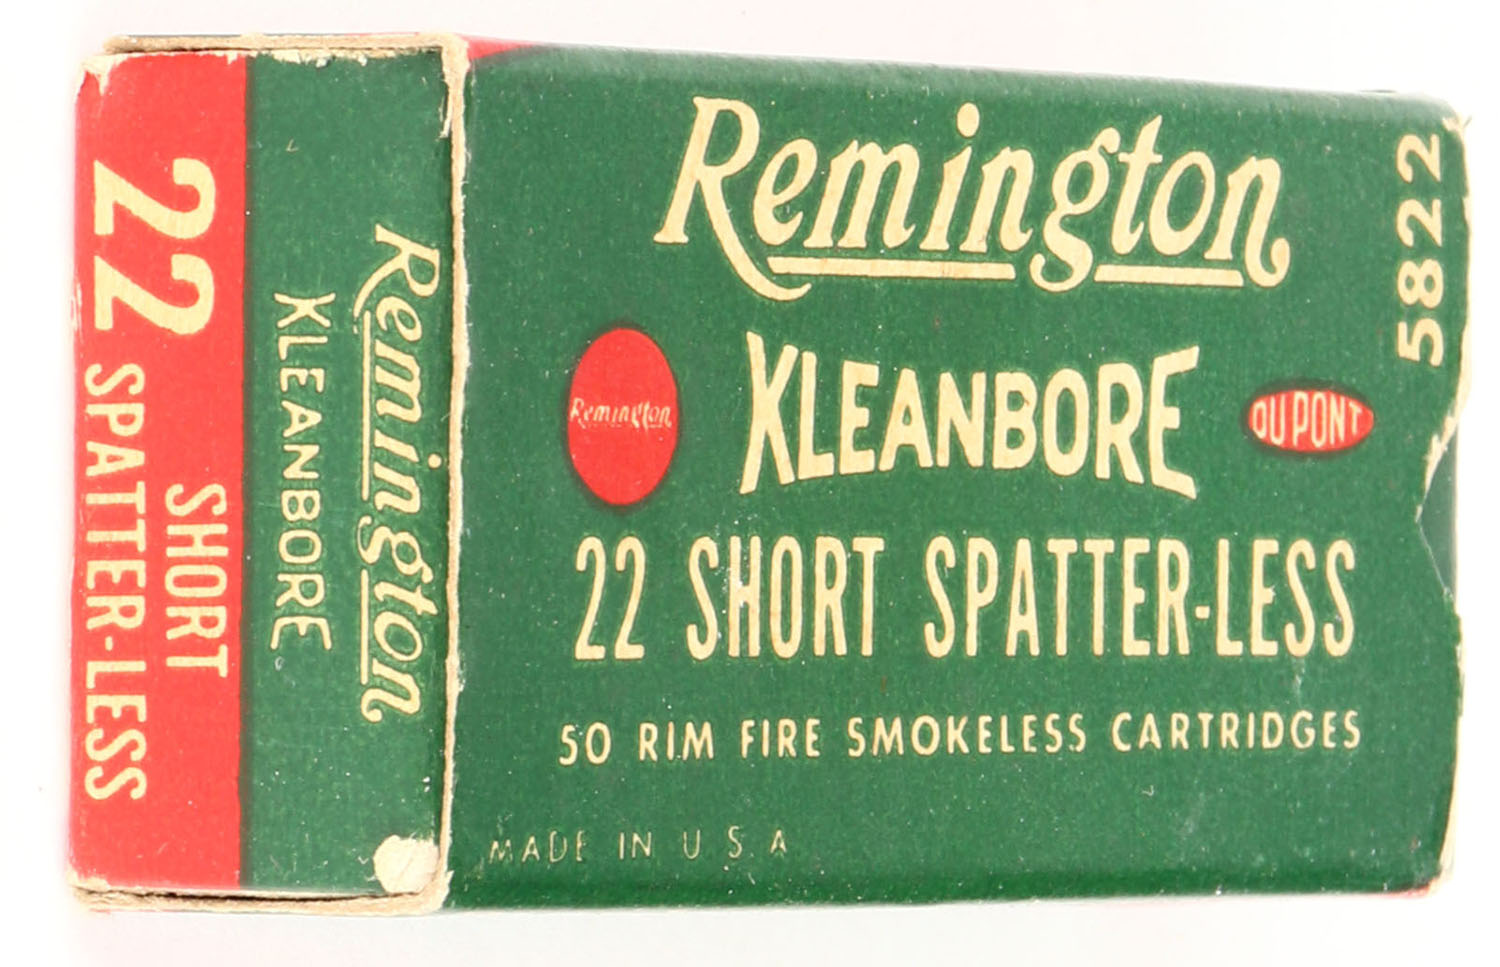 Remington
KLEANBORE
Remington
DU PONT
22 SHORT SPATTER-LESS
50 RIM FIRE SMOKELESS CARTRIDGES
MADE IN U S A
5822
Remington
KLEANBORE
22 SHORT
SPATTER-LESS